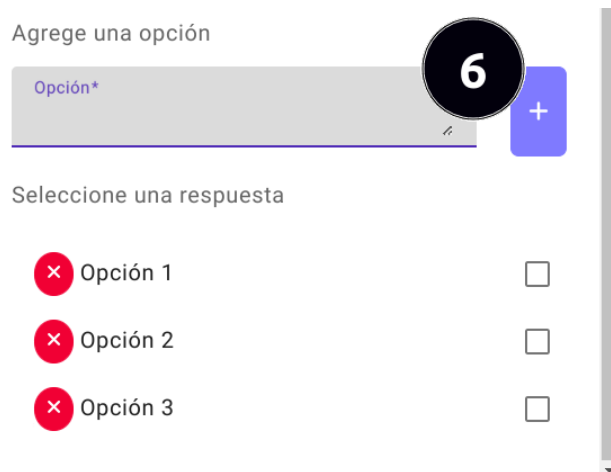 Agrege una opción
6
Opción*
+
Seleccione una respuesta
Opción 1
Opción 2
Opción 3